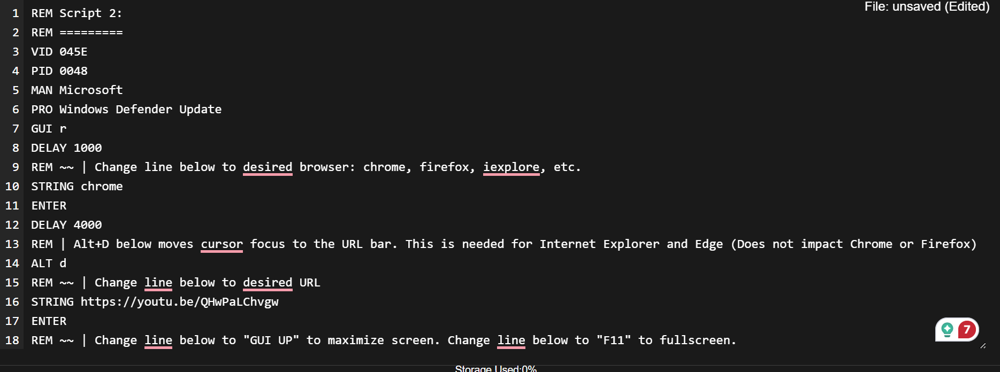 File: unsaved (Edited)
1 REM Script 2:
2 REM =========
3 VID 045E
4 PID 0048
5 MAN Microsoft
6 PRO Windows Defender Update
7 GUI r
8 DELAY 1000
9 REM ~~ | Change line below to desired browser: chrome, firefox, iexplore, etc.
10 STRING chrome
11 ENTER
12 DELAY 4000
13 REM | Alt+D below moves cursor focus to the URL bar. This is needed for Internet Explorer and Edge (Does not impact Chrome or Firefox)
14 ALT d
15 REM ~~ | Change line below to desired URL
16 STRING https://youtu.be/QHwPaLChvgw
17 ENTER
18 REM ~~ | Change line below to "GUI UP" to maximize screen. Change line below to "F11" to fullscreen.
7
Storage Used:0%